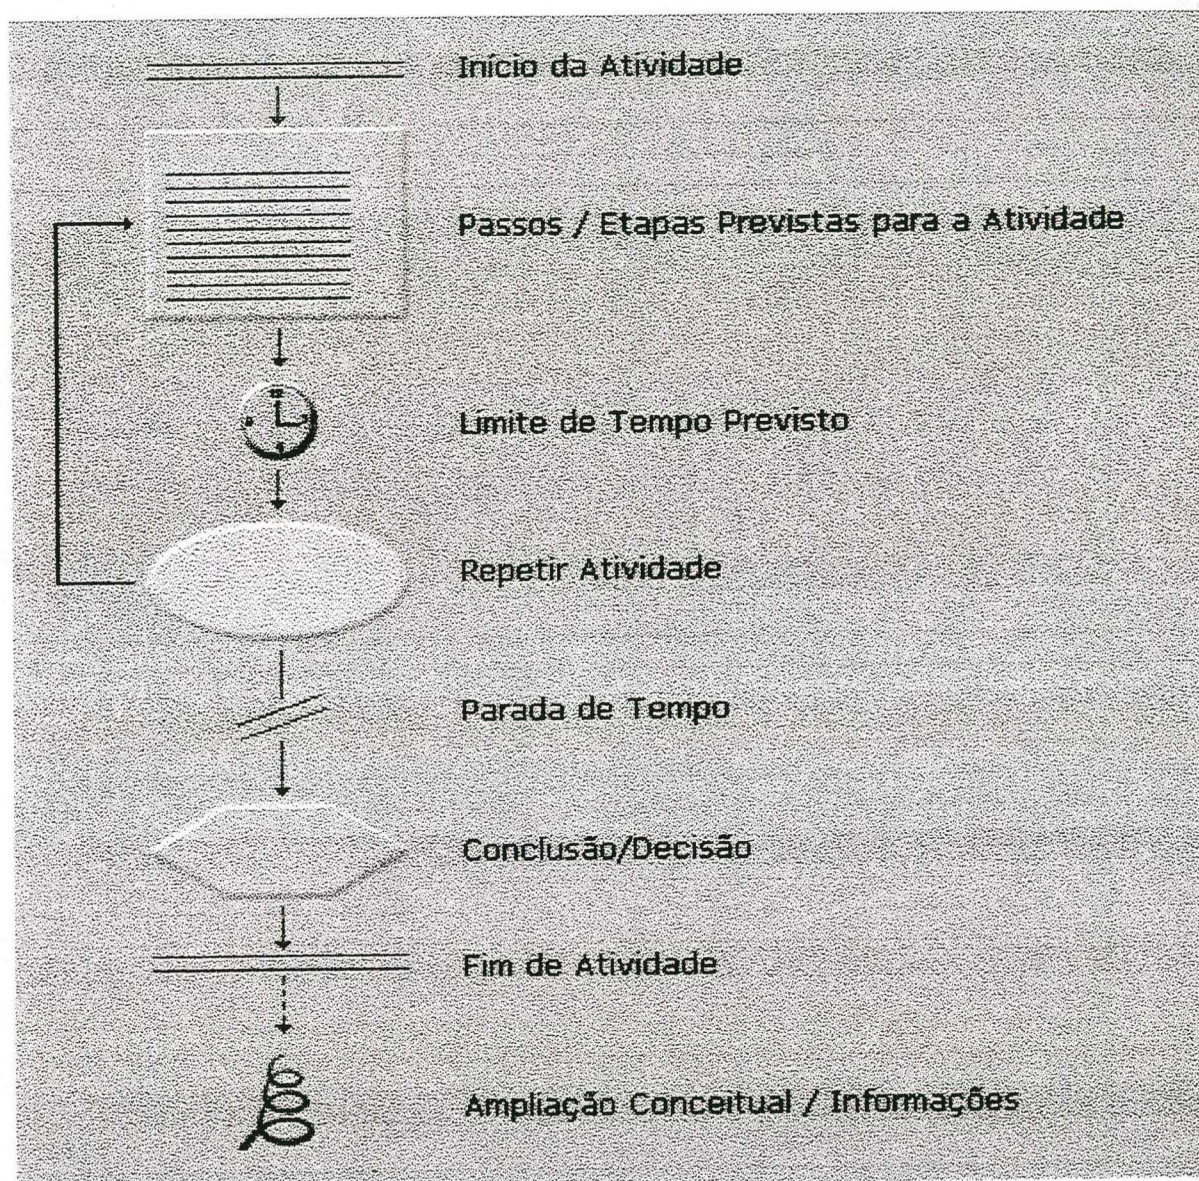 Início da Atividade
Passos / Etapas Previstas para a Atividade
Limite de Tempo Previsto
Repetir Atividade
Parada de Tempo
Conclusão/Decisão
Fim de Atividade
Ampliação Conceitual / Informações